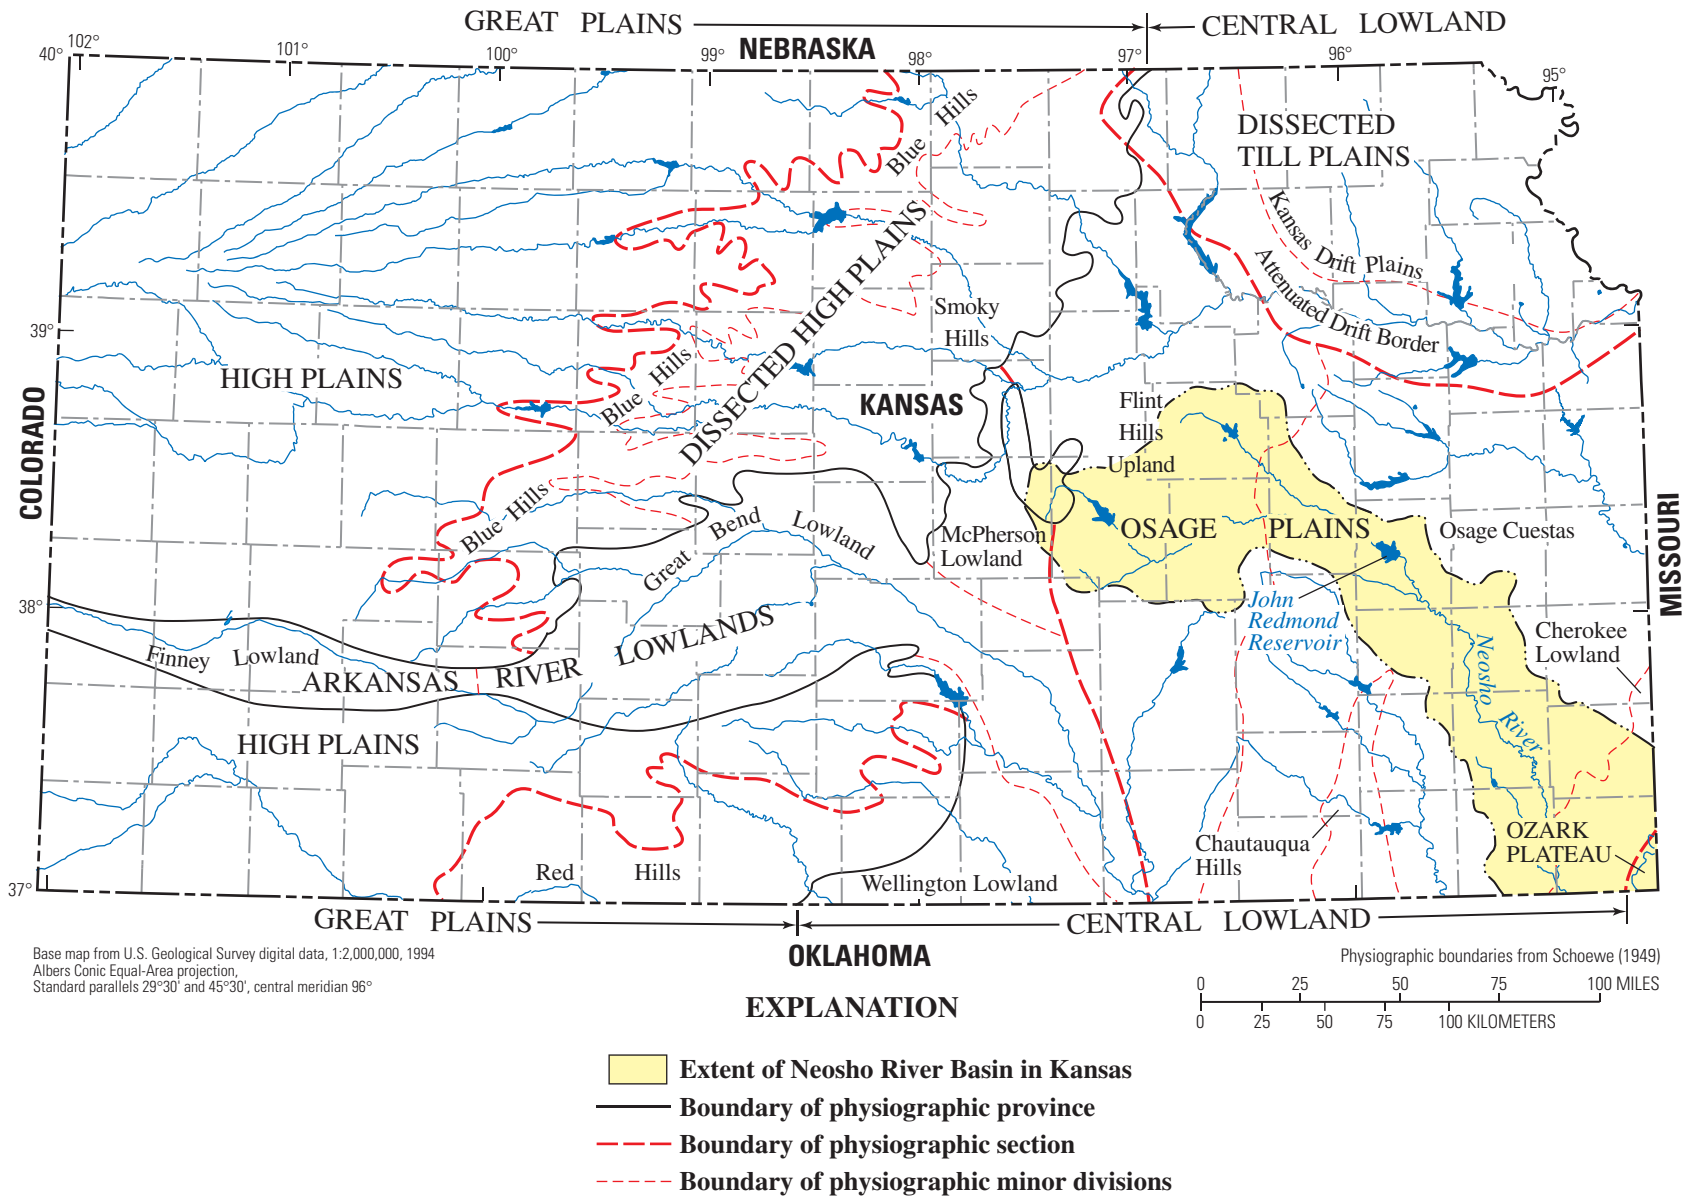 GREAT PLAINS
CENTRAL LOWLAND
NEBRASKA
40°
102°
101°
100°
99°
98°
97°
96°
95°
Hills
Blue
DISSECTED
TILL PLAINS
Kansas Drift Plains
Attenuated Drift Border
39°
Smoky
Hills
HIGH PLAINS
Blue Hills
DISSECTED HIGH PLAINS
KANSAS
COLORADO
Flint
Hills
Upland
Blue Hills
Great Bend Lowland
McPherson
Lowland
OSAGE PLAINS
Osage Cuestas
MISSOURI
38°
John
Redmond
Reservoir
Neosho River
Cherokee
Lowland
Finney Lowland
ARKANSAS RIVER LOWLANDS
HIGH PLAINS
Chautauqua
Hills
OZARK
PLATEAU
Red Hills
Wellington Lowland
37°
GREAT PLAINS
CENTRAL LOWLAND
OKLAHOMA
Base map from U.S. Geological Survey digital data, 1:2,000,000, 1994
Albers Conic Equal-Area projection,
Standard parallels 29°30' and 45°30', central meridian 96°
Physiographic boundaries from Schoewe (1949)
0 25 50 75 100 MILES
0 25 50 75 100 KILOMETERS
EXPLANATION
Extent of Neosho River Basin in Kansas
Boundary of physiographic province
Boundary of physiographic section
Boundary of physiographic minor divisions